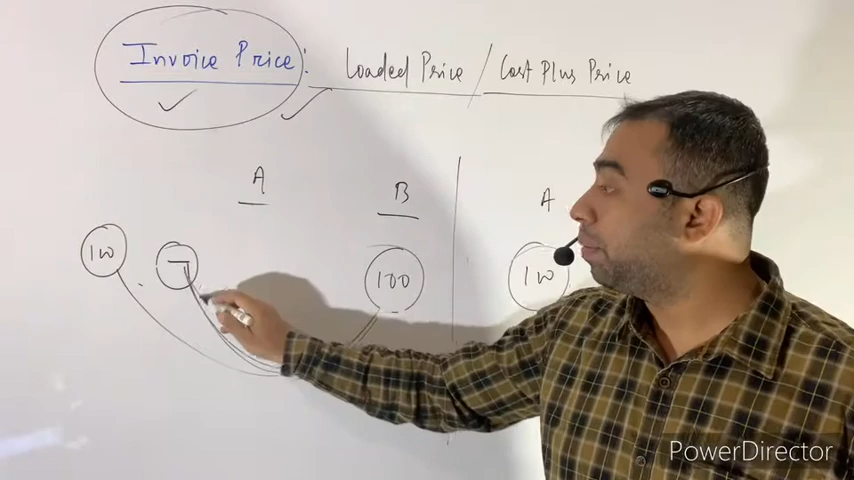 Invoice Price : Loaded Price / Cost Plus Price
A B A
100 — 100 100
PowerDirector